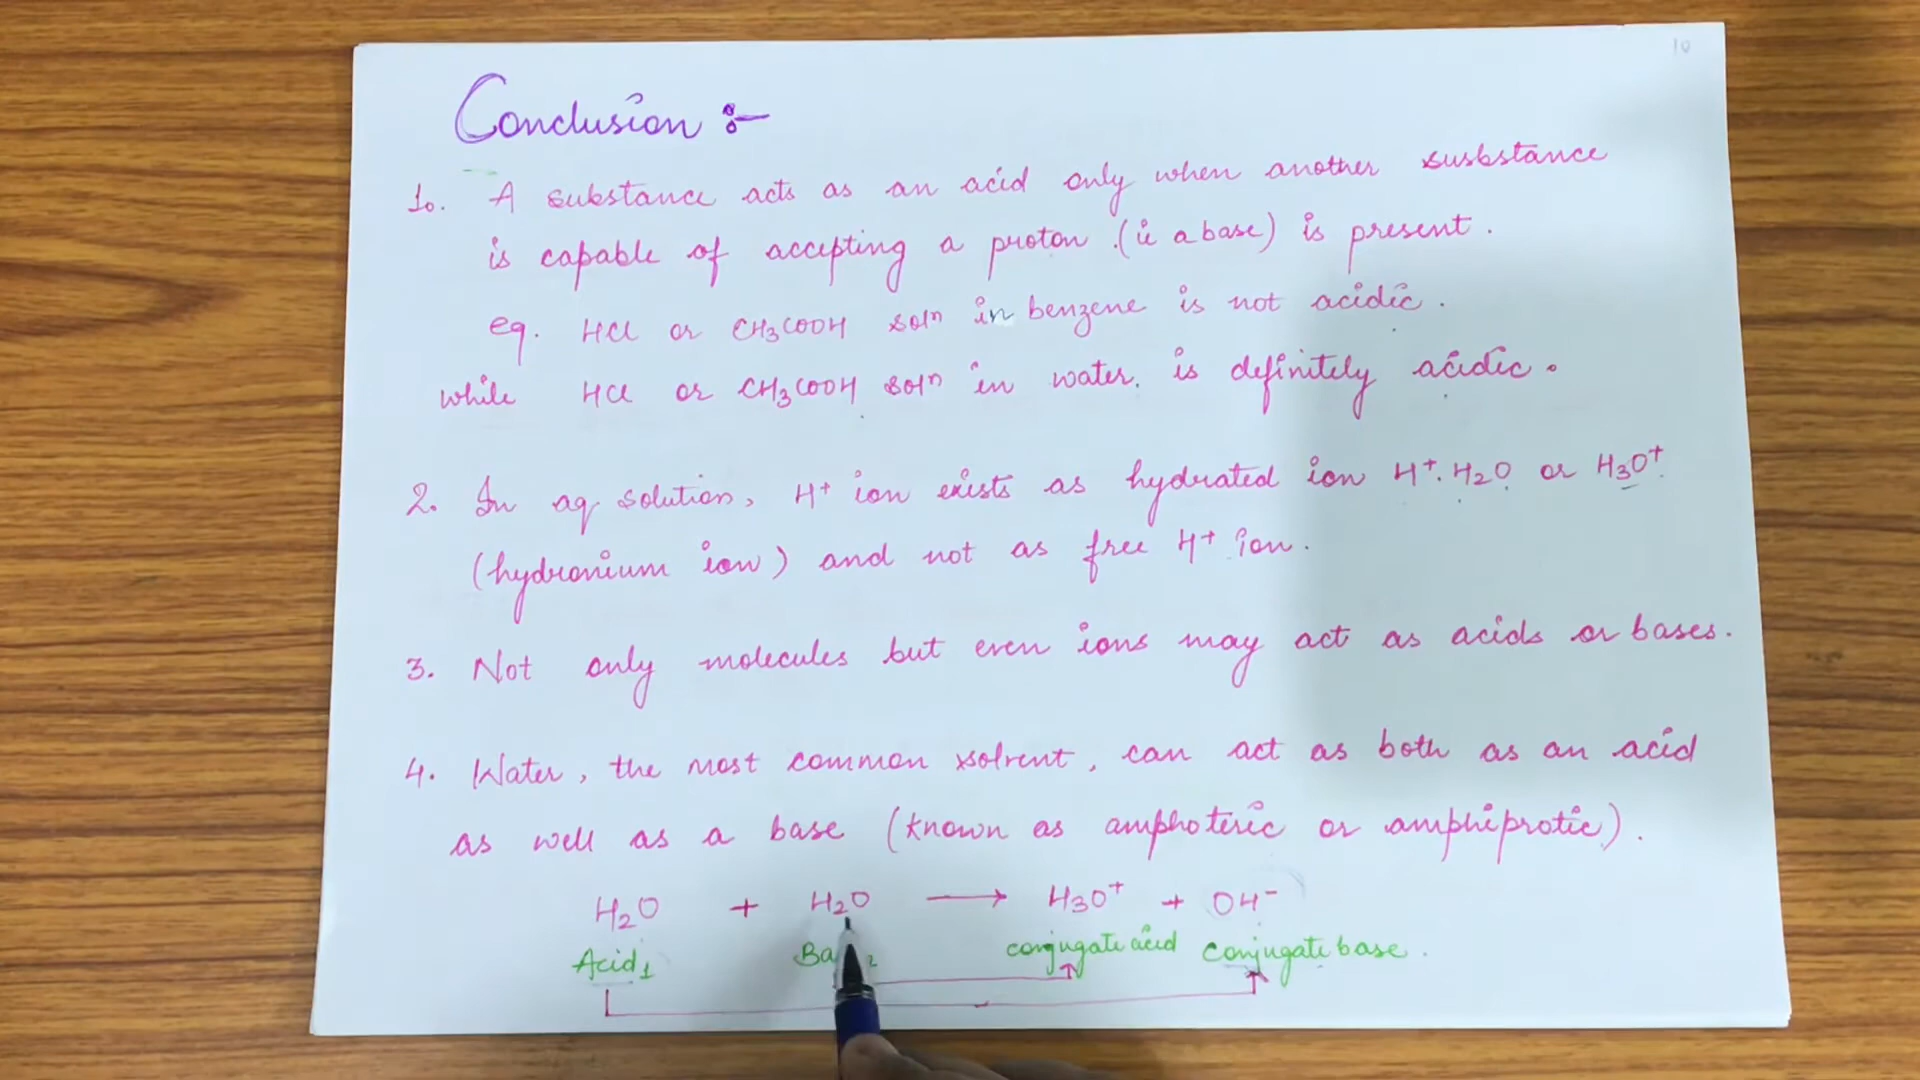 10
Conclusion :-
1. A substance acts as an acid only when another susbstance
is capable of accepting a proton (ie a base) is present.
eg. HCl or CH3COOH soln in benzene is not acidic.
while HCl or CH3COOH soln in water. is definitely acidic.
2. In aq solution, H+ ion exists as hydrated ion H+.H2O or H3O+
(hydronium ion) and not as free H+ ion.
3. Not only molecules but even ions may act as acids or bases.
4. Water, the most common solvent, can act as both as an acid
as well as a base (known as amphoteric or amphiprotic).
H2O + H2O → H3O+ + OH-
Acid1 conjugate acid conjugate base.